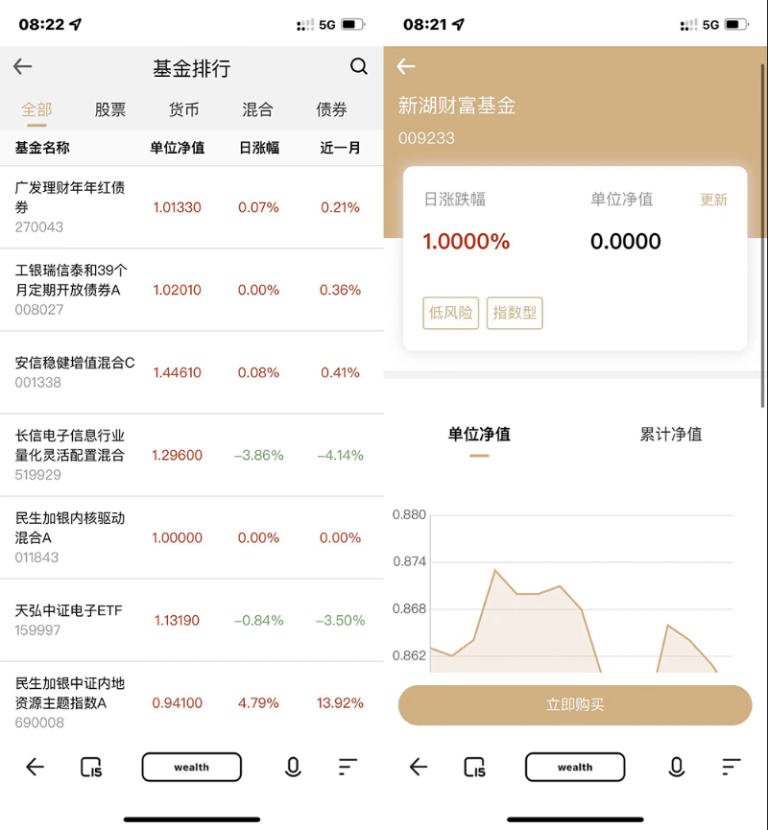 08:22
5G
基金排行
全部 股票 货币 混合 债券
基金名称 单位净值 日涨幅 近一月
广发理财年年红债
券
270043
1.01330 0.07% 0.21%
工银瑞信泰和39个
月定期开放债券A
008027
1.02010 0.00% 0.36%
安信稳健增值混合C
001338
1.44610 0.08% 0.41%
长信电子信息行业
量化灵活配置混合
519929
1.29600 -3.86% -4.14%
民生加银内核驱动
混合A
011843
1.00000 0.00% 0.00%
天弘中证电子ETF
159997
1.13190 -0.84% -3.50%
民生加银中证内地
资源主题指数A
690008
0.94100 4.79% 13.92%
15
wealth
08:21
5G
新湖财富基金
009233
日涨跌幅 单位净值 更新
1.0000% 0.0000
低风险 指数型
单位净值 累计净值
0.880
0.874
0.868
0.862
立即购买
15
wealth